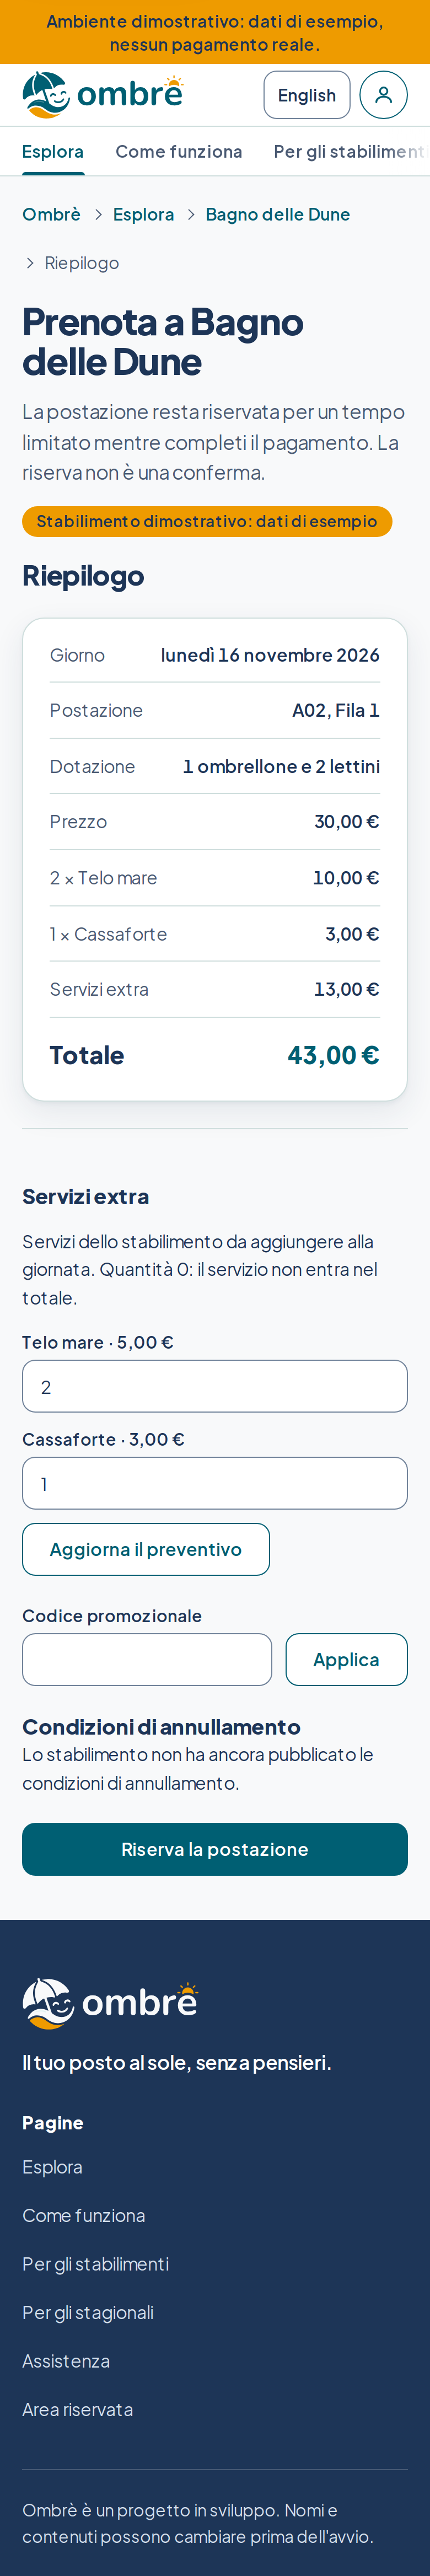 Ambiente dimostrativo: dati di esempio,
nessun pagamento reale.
ombrè
English
Esplora
Come funziona
Per gli stabilimenti
Ombrè
Esplora
Bagno delle Dune
Riepilogo
Prenota a Bagno
delle Dune
La postazione resta riservata per un tempo
limitato mentre completi il pagamento. La
riserva non è una conferma.
Stabilimento dimostrativo: dati di esempio
Riepilogo
Giorno lunedì 16 novembre 2026
Postazione A02, Fila 1
Dotazione 1 ombrellone e 2 lettini
Prezzo 30,00 €
2 × Telo mare 10,00 €
1 × Cassaforte 3,00 €
Servizi extra 13,00 €
Totale 43,00 €
Servizi extra
Servizi dello stabilimento da aggiungere alla
giornata. Quantità 0: il servizio non entra nel
totale.
Telo mare · 5,00 €
2
Cassaforte · 3,00 €
1
Aggiorna il preventivo
Codice promozionale
Applica
Condizioni di annullamento
Lo stabilimento non ha ancora pubblicato le
condizioni di annullamento.
Riserva la postazione
ombrè
Il tuo posto al sole, senza pensieri.
Pagine
Esplora
Come funziona
Per gli stabilimenti
Per gli stagionali
Assistenza
Area riservata
Ombrè è un progetto in sviluppo. Nomi e
contenuti possono cambiare prima dell'avvio.